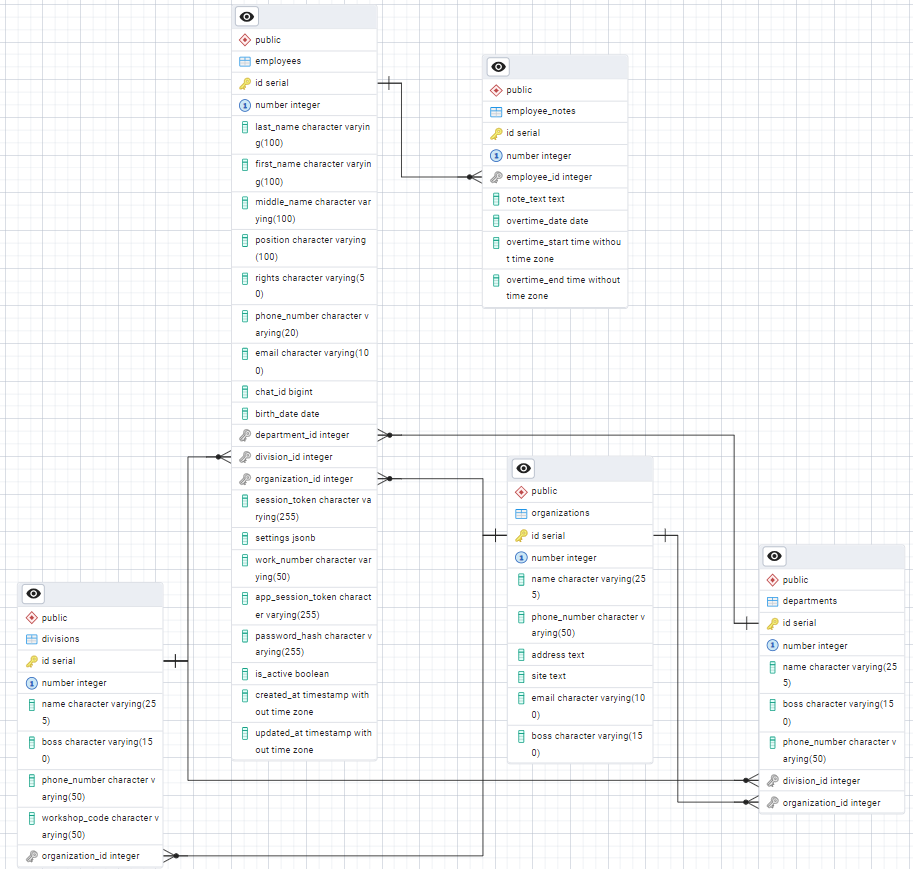 public
employees
id serial
number integer
last_name character varyin
g(100)
first_name character varyin
g(100)
middle_name character var
ying(100)
position character varying
(100)
rights character varying(5
0)
phone_number character v
arying(20)
email character varying(10
0)
chat_id bigint
birth_date date
department_id integer
division_id integer
organization_id integer
session_token character va
rying(255)
settings jsonb
work_number character va
rying(50)
app_session_token charact
er varying(255)
password_hash character v
arying(255)
is_active boolean
created_at timestamp with
out time zone
updated_at timestamp with
out time zone
public
employee_notes
id serial
1 number integer
employee_id integer
note_text text
overtime_date date
overtime_start time withou
t time zone
overtime_end time without
time zone
public
organizations
id serial
number integer
name character varying(25
5)
phone_number character v
arying(50)
address text
site text
email character varying(10
0)
boss character varying(15
0)
public
departments
id serial
number integer
name character varying(25
5)
boss character varying(15
0)
phone_number character v
arying(50)
division_id integer
organization_id integer
public
divisions
id serial
number integer
name character varying(25
5)
boss character varying(15
0)
phone_number character v
arying(50)
workshop_code character v
arying(50)
organization_id integer